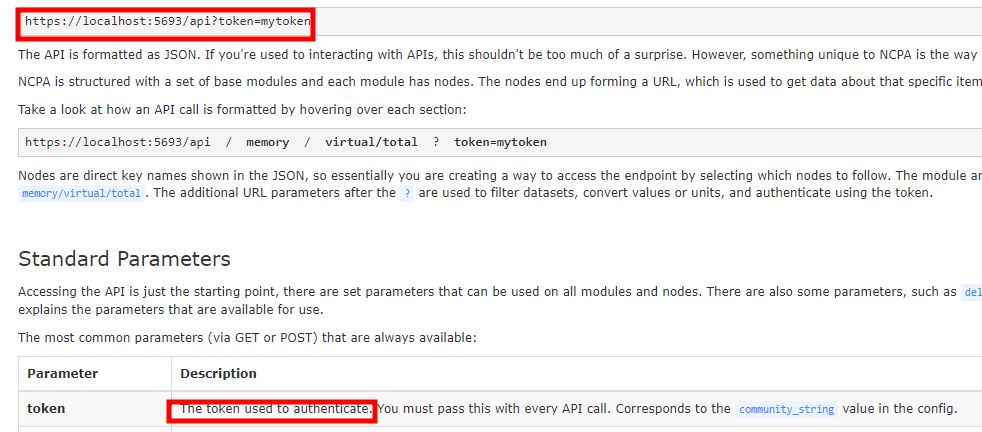 https://localhost:5693/api?token=mytoken
The API is formatted as JSON. If you're used to interacting with APIs, this shouldn't be too much of a surprise. However, something unique to NCPA is the way
NCPA is structured with a set of base modules and each module has nodes. The nodes end up forming a URL, which is used to get data about that specific item
Take a look at how an API call is formatted by hovering over each section:
https://localhost:5693/api / memory / virtual/total ? token=mytoken
Nodes are direct key names shown in the JSON, so essentially you are creating a way to access the endpoint by selecting which nodes to follow. The module
memory/virtual/total. The additional URL parameters after the ? are used to filter datasets, convert values or units, and authenticate using the token.
Standard Parameters
Accessing the API is just the starting point, there are set parameters that can be used on all modules and nodes. There are also some parameters, such as del
explains the parameters that are available for use.
The most common parameters (via GET or POST) that are always available:
Parameter Description
token The token used to authenticate. You must pass this with every API call. Corresponds to the community_string value in the config.